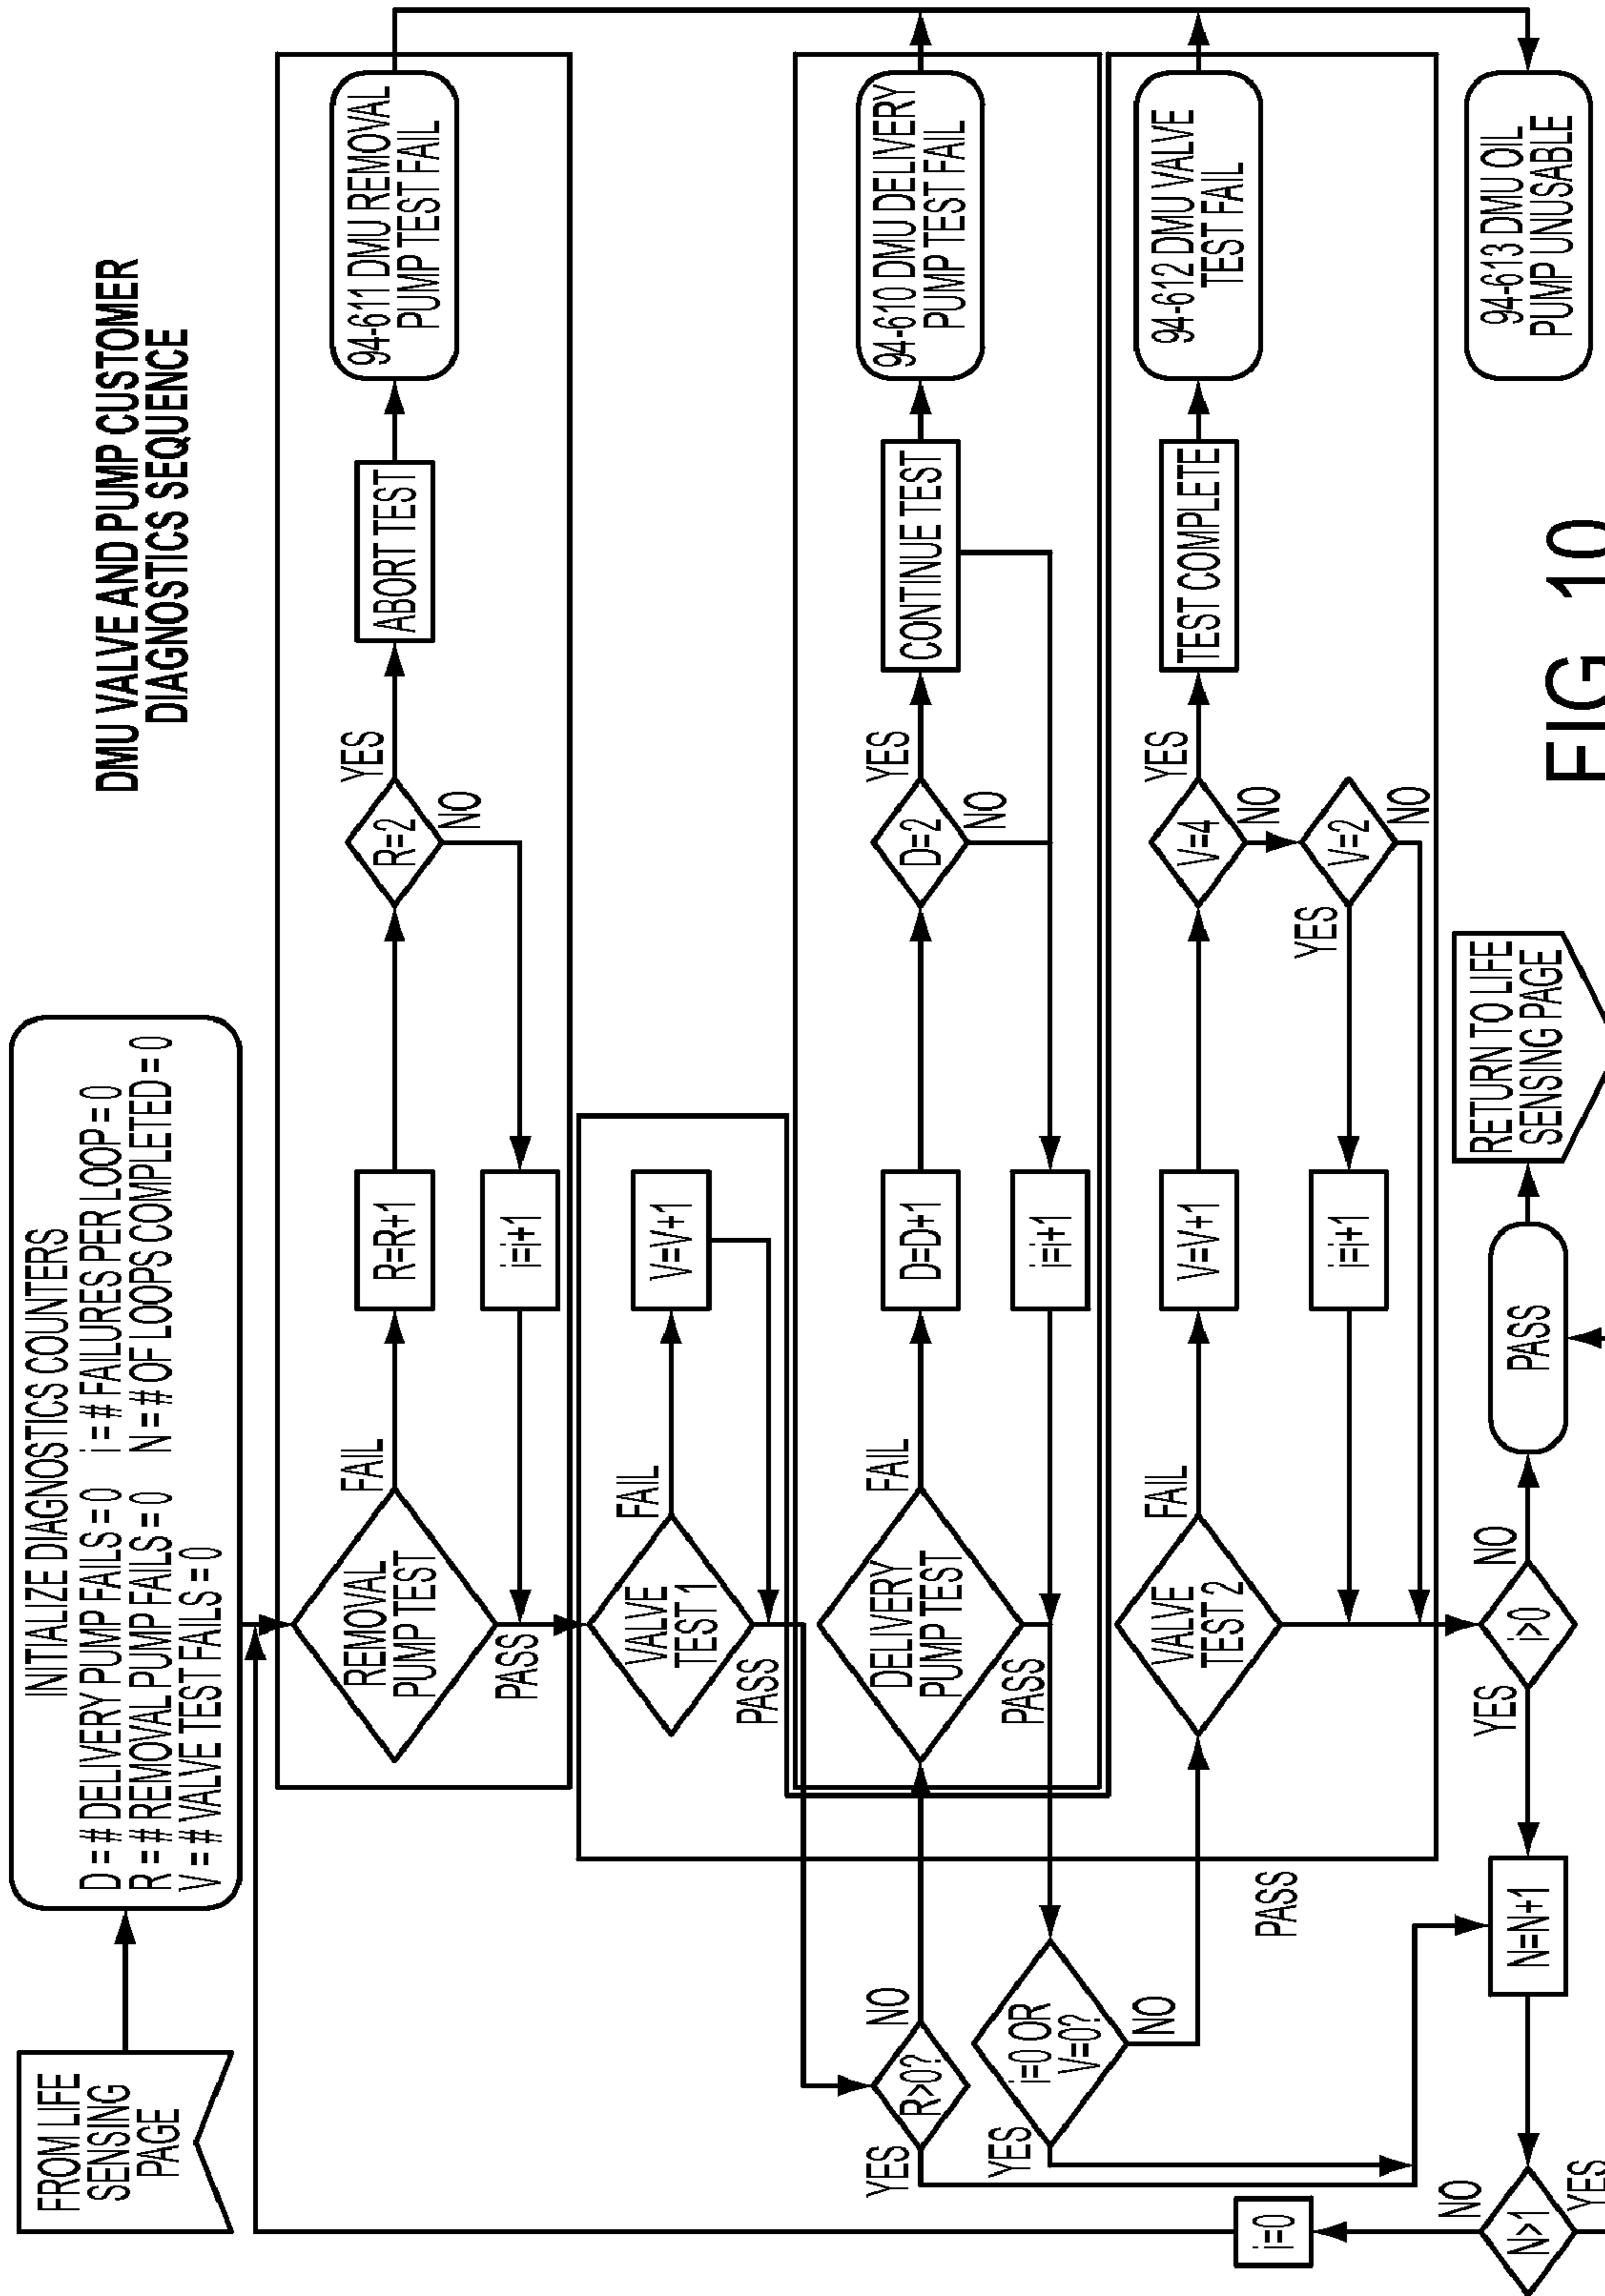 DMU VALVE AND PUMP CUSTOMER
DIAGNOSTICS SEQUENCE
FROM LIFE
SENSING
PAGE
INITIALIZE DIAGNOSTICS COUNTERS
D = # DELIVERY PUMP FAILS = 0 i = # FAILURES PER LOOP = 0
R = # REMOVAL PUMP FAILS = 0 N = # OF LOOPS COMPLETED = 0
V = # VALVE TEST FAILS = 0
REMOVAL
PUMP TEST
FAIL
PASS
R=R+1
R=2
YES
NO
ABORT TEST
94-611 DMU REMOVAL
PUMP TEST FAIL
i=i+1
VALVE
TEST 1
FAIL
PASS
V=V+1
R>0?
YES
NO
DELIVERY
PUMP TEST
FAIL
PASS
D=D+1
D=2
YES
NO
CONTINUE TEST
94-610 DMU DELIVERY
PUMP TEST FAIL
i=i+1
i=0 OR
V=0?
YES
NO
VALVE
TEST 2
FAIL
PASS
V=V+1
V=4
YES
NO
TEST COMPLETE
94-612 DMU VALVE
TEST FAIL
V=2
YES
NO
i=i+1
i=0
N>1
NO
YES
N=N+1
i>0
YES
NO
PASS
RETURN TO LIFE
SENSING PAGE
94-613 DMU OIL
PUMP UNUSABLE
FIG. 10